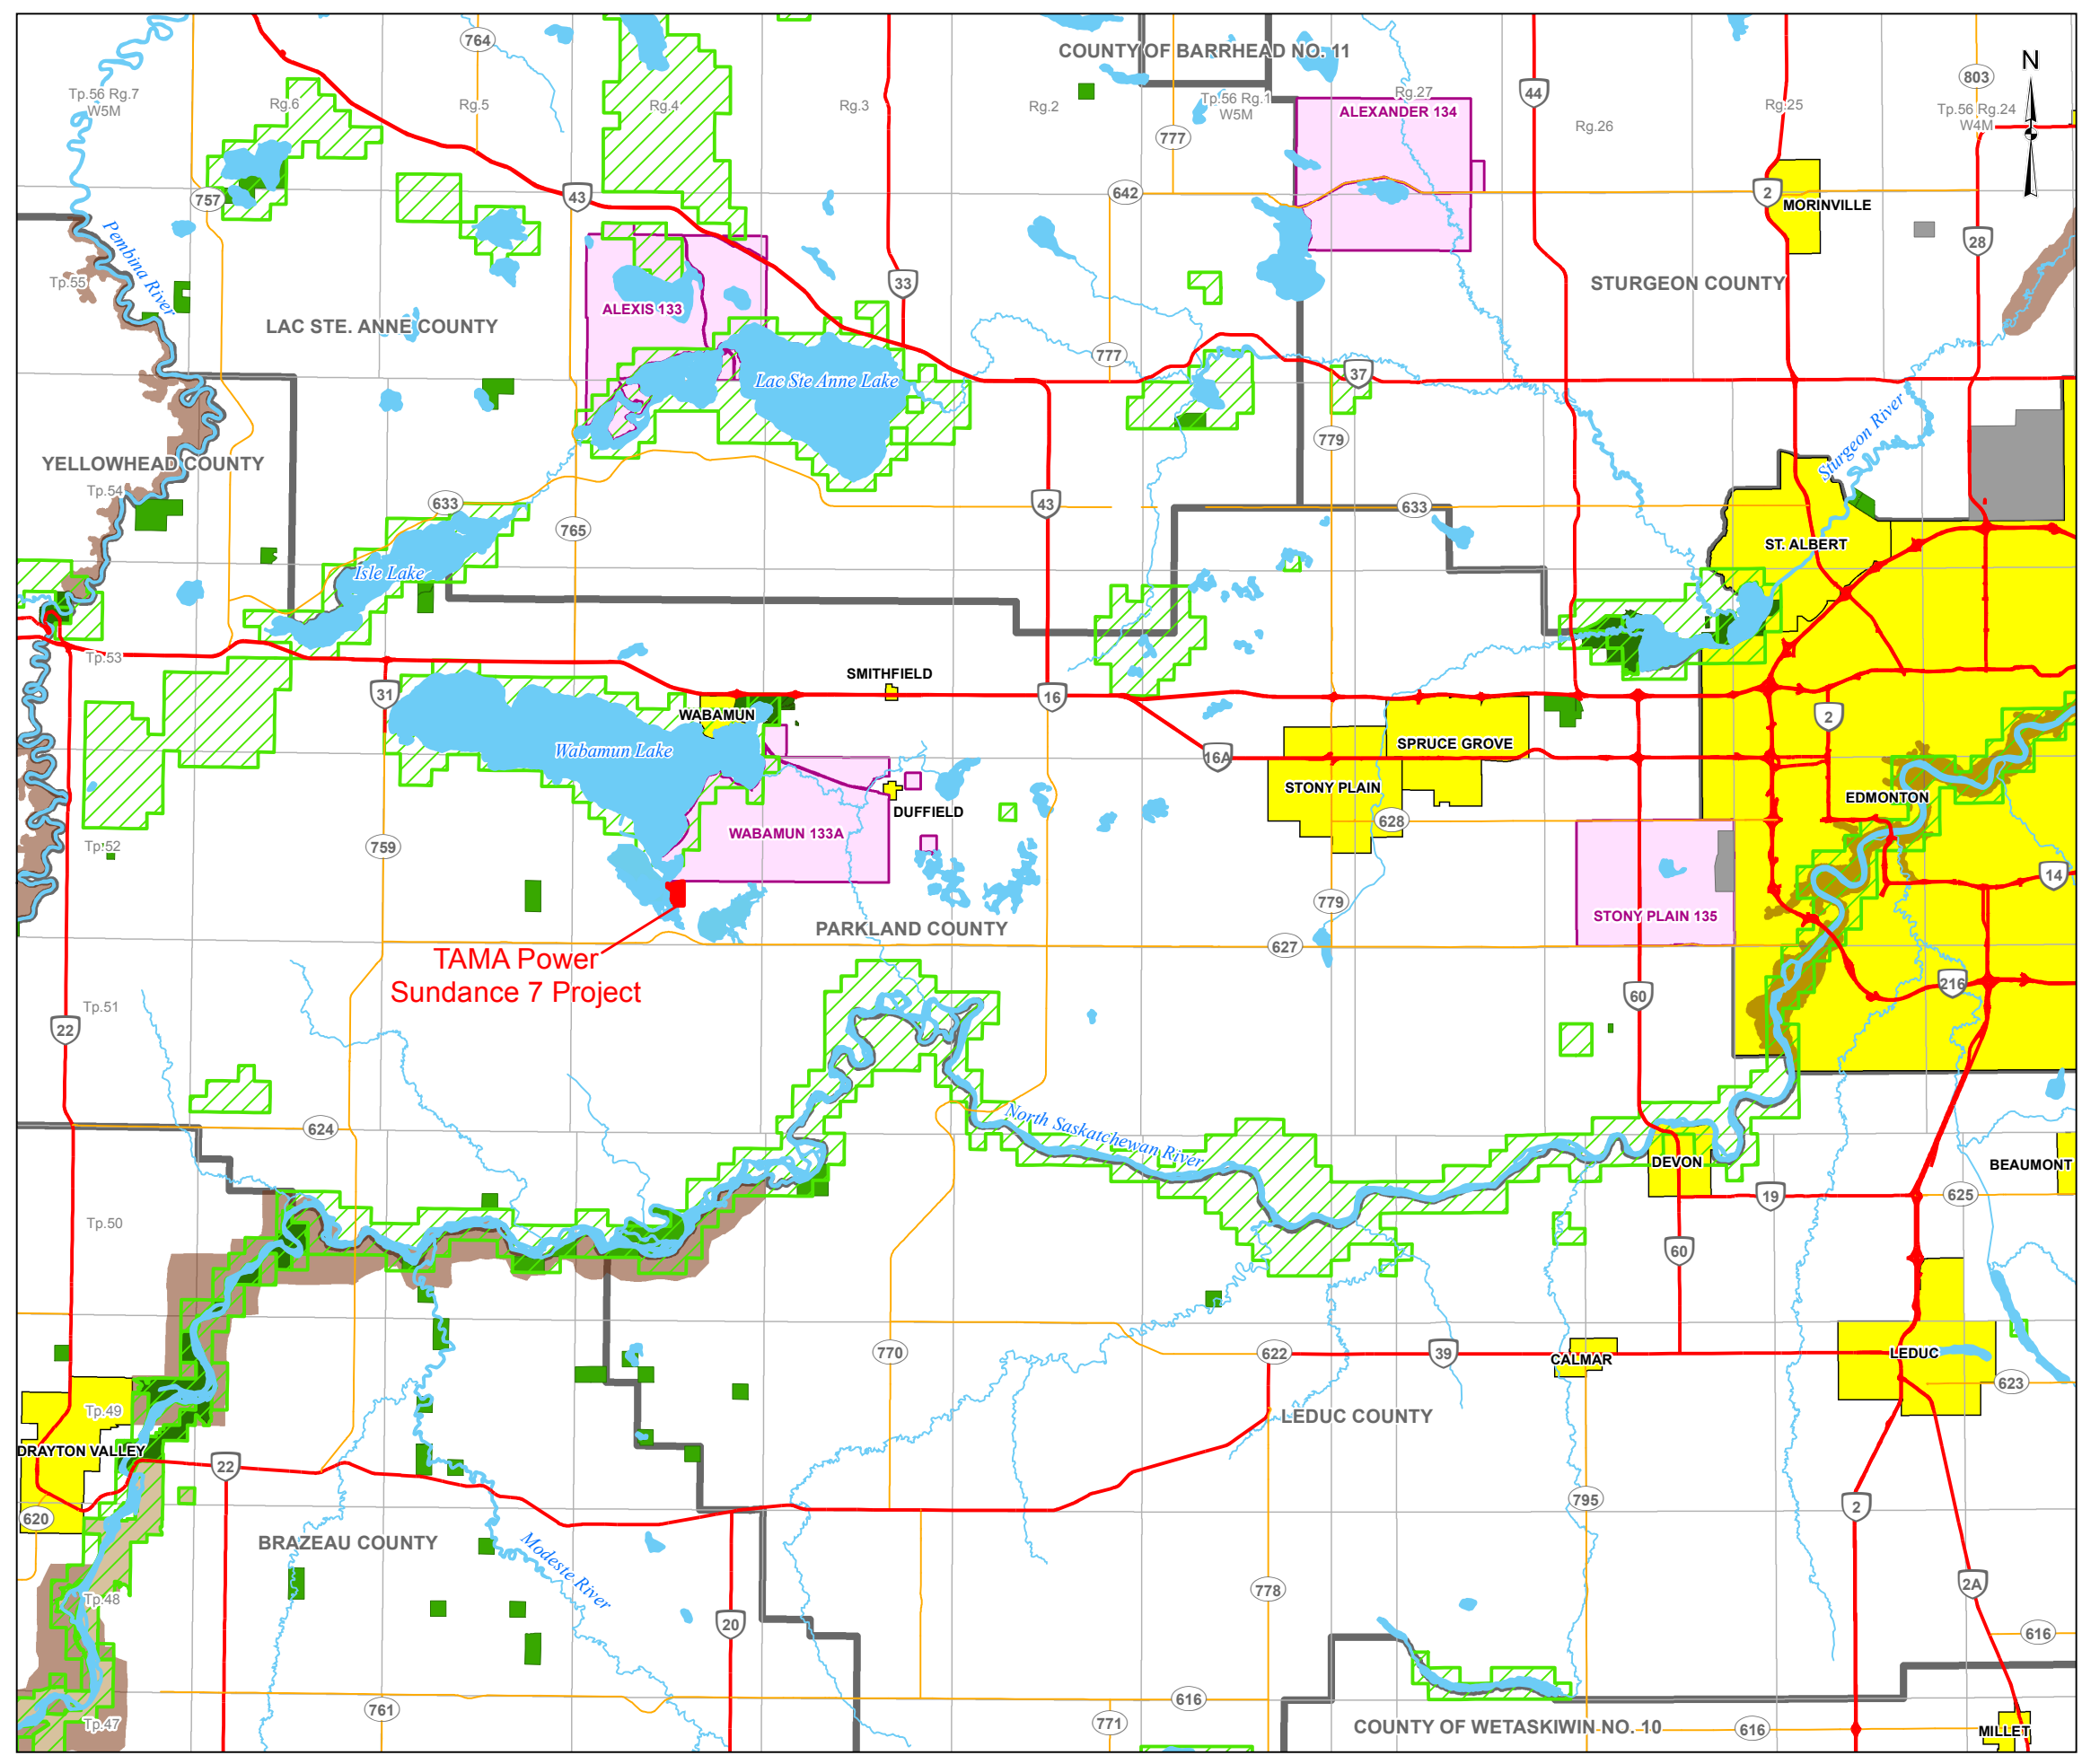 764
COUNTY OF BARRHEAD NO. 11
N
803
44
Tp.56 Rg.7
W5M
Rg.6
Rg.5
Rg.4
Rg.3
Rg.2
Tp.56 Rg.1
W5M
Rg.27
ALEXANDER 134
Rg.26
Rg.25
Tp.56 Rg.24
W4M
777
757
43
642
2
MORINVILLE
28
Pembina River
Tp.55
33
STURGEON COUNTY
ALEXIS 133
LAC STE. ANNE COUNTY
777
37
Lac Ste Anne Lake
779
Sturgeon River
YELLOWHEAD COUNTY
Tp.54
633
43
633
765
ST. ALBERT
Isle Lake
Tp.53
SMITHFIELD
31
16
WABAMUN
2
Wabamun Lake
16A
SPRUCE GROVE
STONY PLAIN
EDMONTON
DUFFIELD
628
WABAMUN 133A
Tp.52
759
14
779
STONY PLAIN 135
PARKLAND COUNTY
627
TAMA Power
Sundance 7 Project
216
60
Tp.51
22
North Saskatchewan River
624
DEVON
BEAUMONT
19
625
Tp.50
60
770
622
39
CALMAR
LEDUC
623
Tp.49
LEDUC COUNTY
DRAYTON VALLEY
22
795
2
620
BRAZEAU COUNTY
Modeste River
778
2A
Tp.48
20
616
616
761
Tp.47
771
COUNTY OF WETASKIWIN NO. 10
616
MILLET